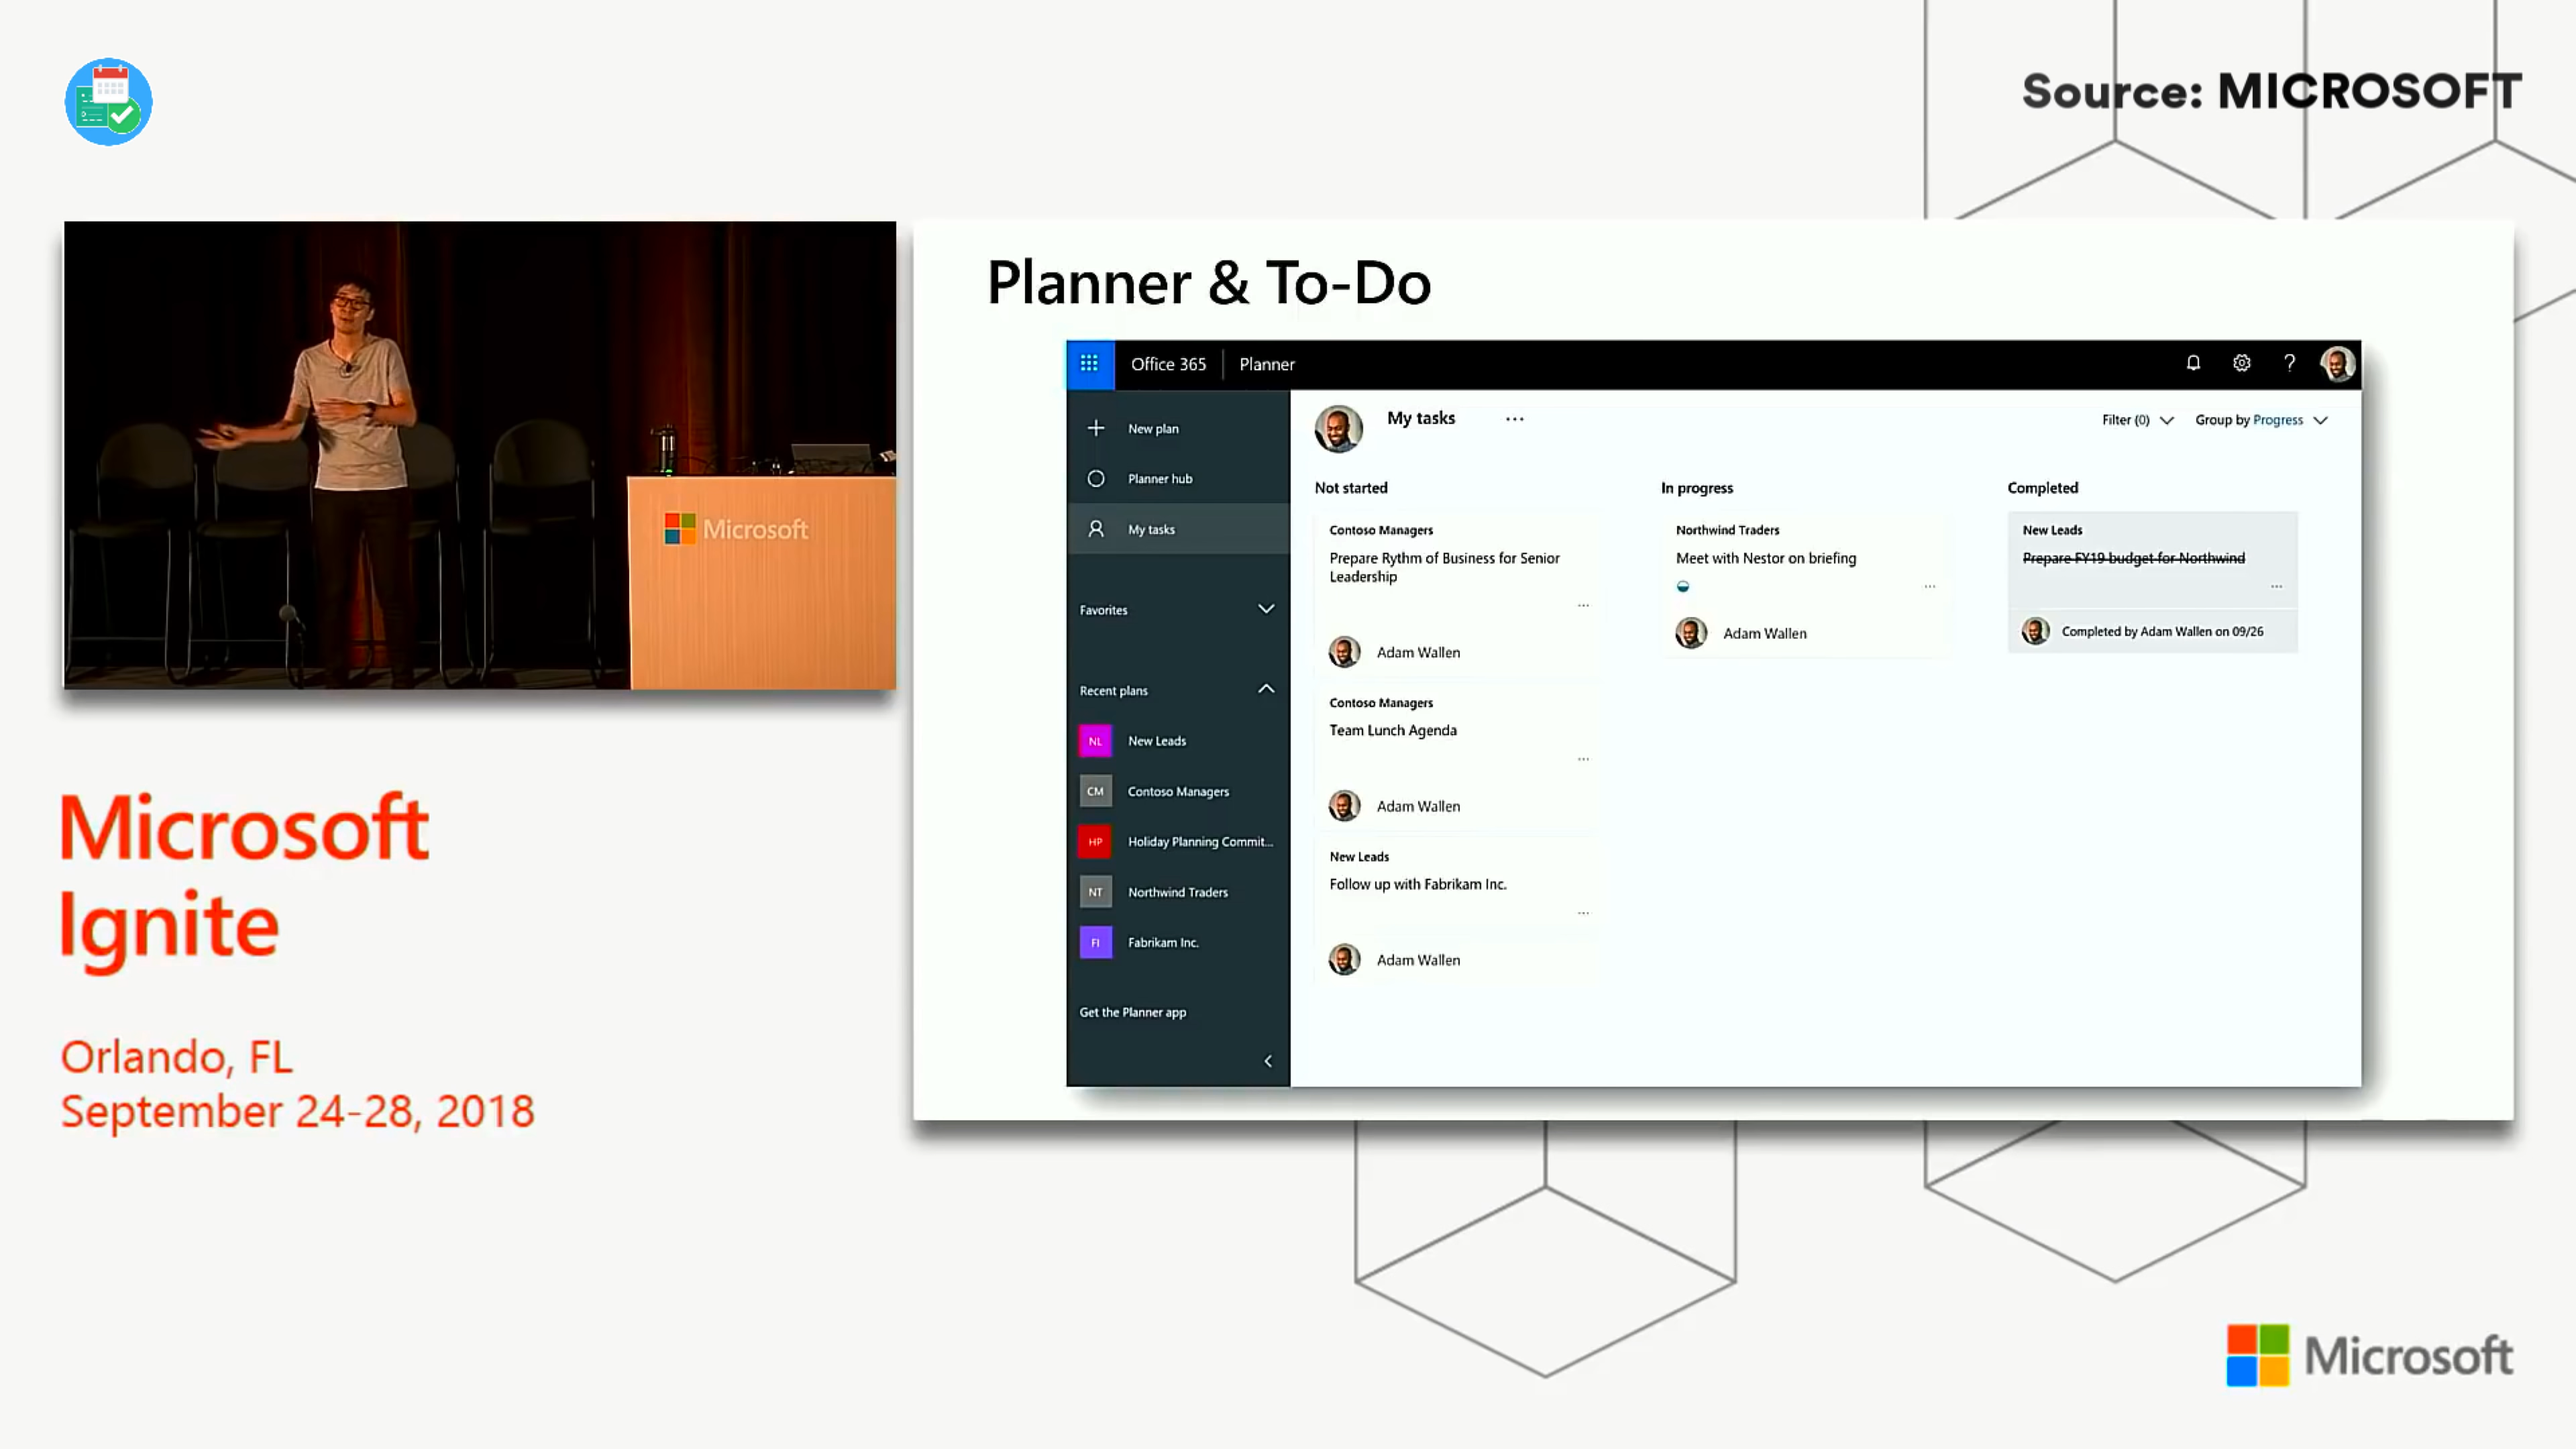 Source: MICROSOFT
Microsoft
Planner & To-Do
Office 365 Planner
?
New plan
Planner hub
My tasks
Favorites
Recent plans
NL New Leads
CM Contoso Managers
HP Holiday Planning Commit...
NT Northwind Traders
FI Fabrikam Inc.
Get the Planner app
My tasks
...
Filter (0)
Group by Progress
Not started
Contoso Managers
Prepare Rythm of Business for Senior
Leadership
...
Adam Wallen
Contoso Managers
Team Lunch Agenda
...
Adam Wallen
New Leads
Follow up with Fabrikam Inc.
...
Adam Wallen
In progress
Northwind Traders
Meet with Nestor on briefing
...
Adam Wallen
Completed
New Leads
Prepare FY19 budget for Northwind
...
Completed by Adam Wallen on 09/26
Microsoft
Ignite
Orlando, FL
September 24-28, 2018
Microsoft